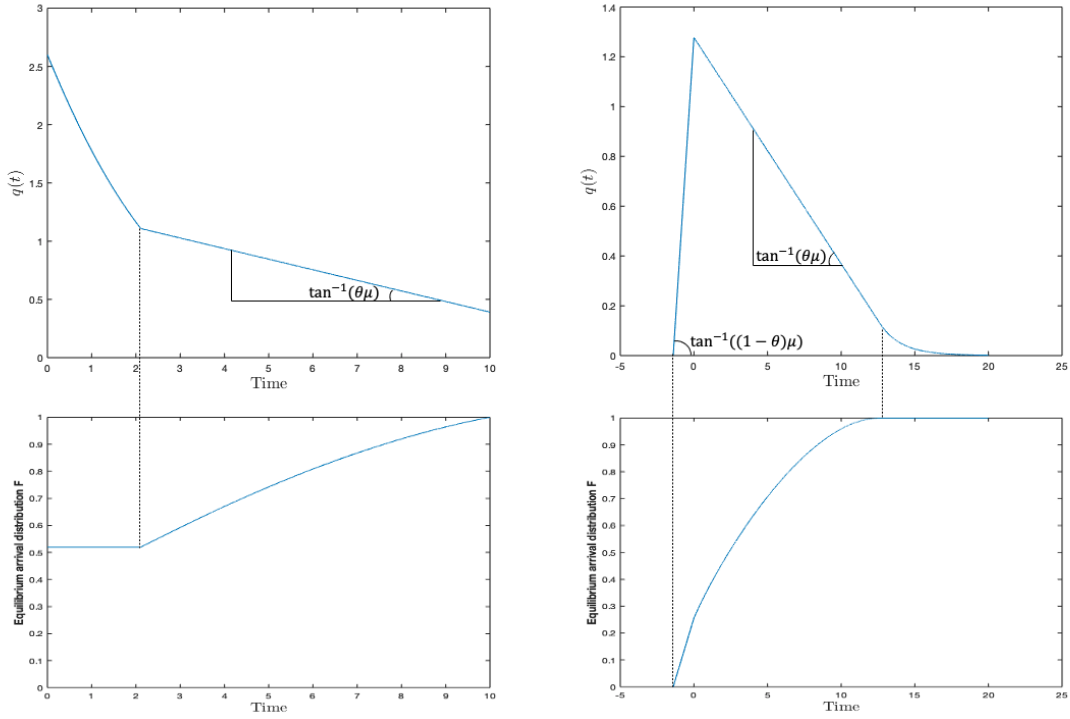 3
2.5
2
1.5
1
0.5
0
q(t)
tan⁻¹(θμ)
0 1 2 3 4 5 6 7 8 9 10
Time
1.4
1.2
1
0.8
0.6
0.4
0.2
0
q(t)
tan⁻¹(θμ)
tan⁻¹((1 − θ)μ)
-5 0 5 10 15 20 25
Time
1
0.9
0.8
0.7
0.6
0.5
0.4
0.3
0.2
0.1
0
Equilibrium arrival distribution F
0 1 2 3 4 5 6 7 8 9 10
Time
1
0.9
0.8
0.7
0.6
0.5
0.4
0.3
0.2
0.1
0
Equilibrium arrival distribution F
-5 0 5 10 15 20 25
Time